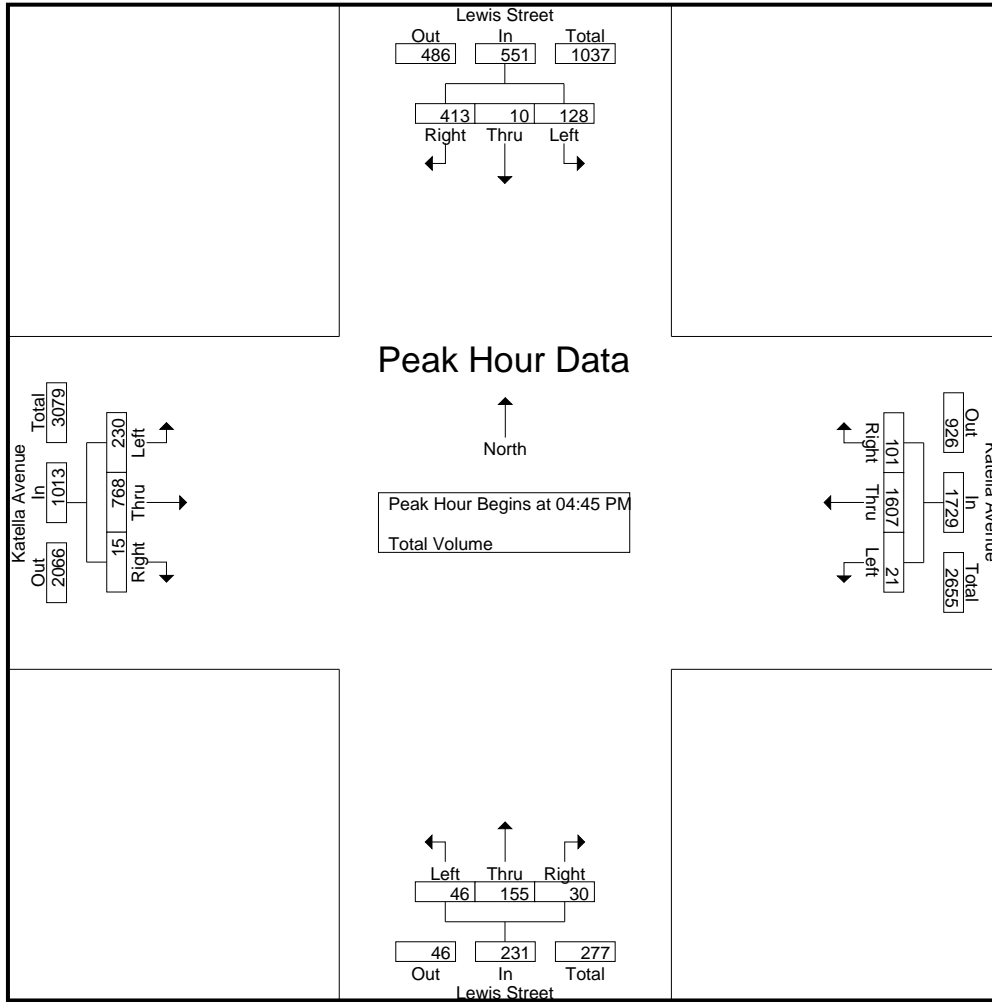 Lewis Street
Out In Total
486 551 1037
413 10 128
Right Thru Left
Peak Hour Data
North
Peak Hour Begins at 04:45 PM
Total Volume
Katella Avenue
Total In Out
3079 1013 2066
230 768 15
Left Thru Right
Katella Avenue
Out In Total
926 1729 2655
101 1607 21
Right Thru Left
Left Thru Right
46 155 30
46 231 277
Out In Total
Lewis Street